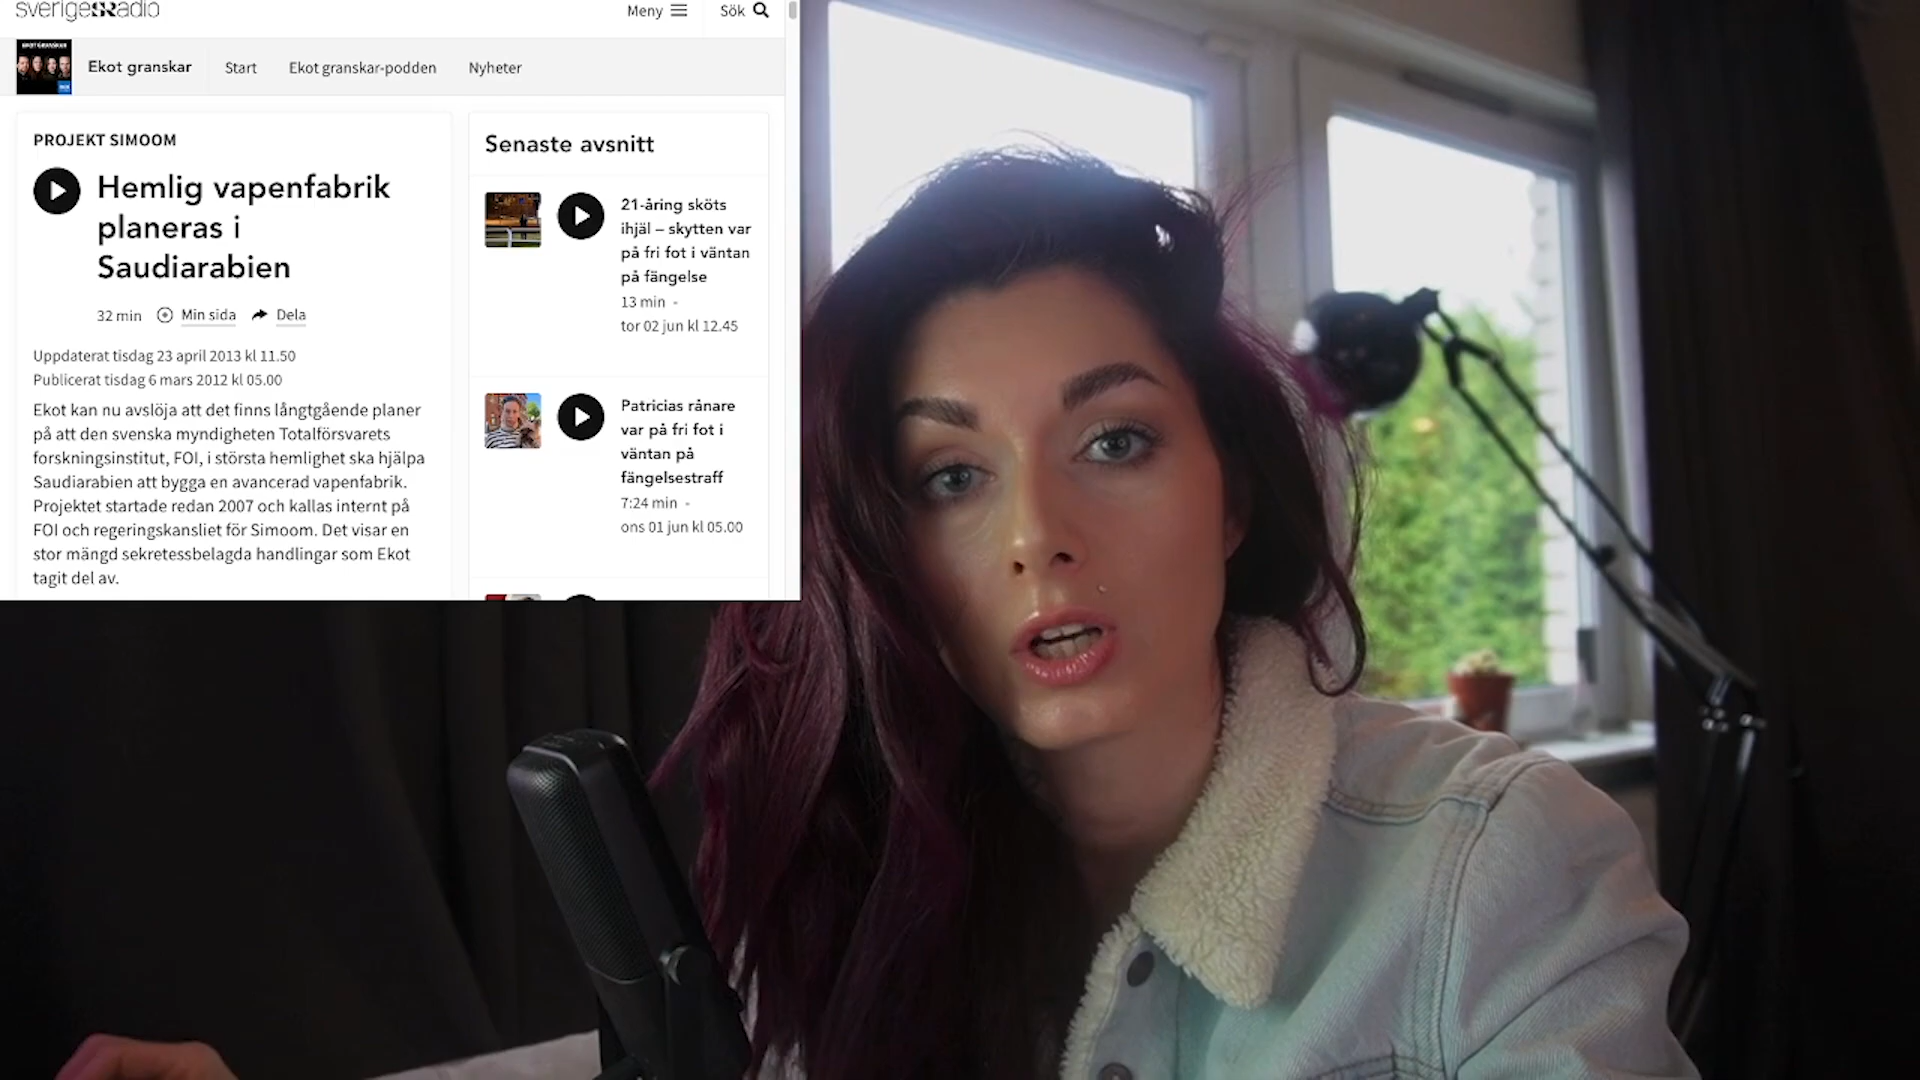 sverigesRadio
Meny
Sök
Ekot granskar
Start
Ekot granskar-podden
Nyheter
PROJEKT SIMOOM
Hemlig vapenfabrik
planeras i
Saudiarabien
32 min
Min sida
Dela
Uppdaterat tisdag 23 april 2013 kl 11.50
Publicerat tisdag 6 mars 2012 kl 05.00
Ekot kan nu avslöja att det finns långtgående planer
på att den svenska myndigheten Totalförsvarets
forskningsinstitut, FOI, i största hemlighet ska hjälpa
Saudiarabien att bygga en avancerad vapenfabrik.
Projektet startade redan 2007 och kallas internt på
FOI och regeringskansliet för Simoom. Det visar en
stor mängd sekretessbelagda handlingar som Ekot
tagit del av.
Senaste avsnitt
21-åring sköts
ihjäl – skytten var
på fri fot i väntan
på fängelse
13 min -
tor 02 jun kl 12.45
Patricias rånare
var på fri fot i
väntan på
fängelsestraff
7:24 min -
ons 01 jun kl 05.00